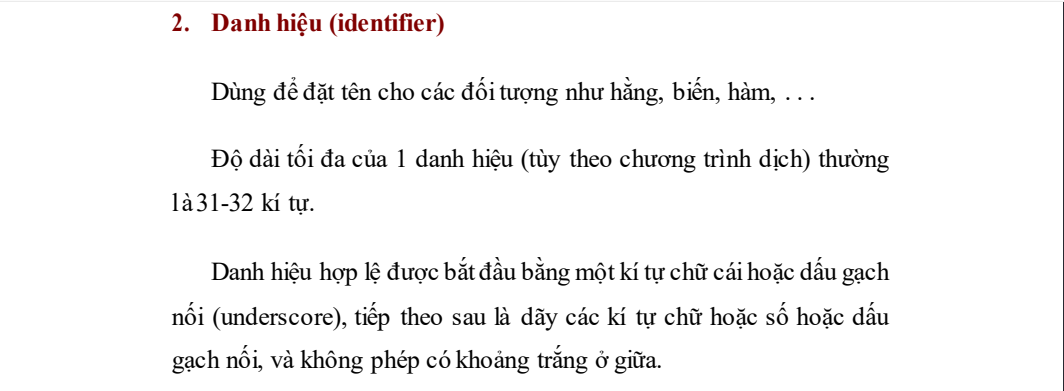 2. Danh hiệu (identifier)
Dùng để đặt tên cho các đối tượng như hằng, biến, hàm, . . .
Độ dài tối đa của 1 danh hiệu (tùy theo chương trình dịch) thường
là 31-32 kí tự.
Danh hiệu hợp lệ được bắt đầu bằng một kí tự chữ cái hoặc dấu gạch
nối (underscore), tiếp theo sau là dãy các kí tự chữ hoặc số hoặc dấu
gạch nối, và không phép có khoảng trắng ở giữa.